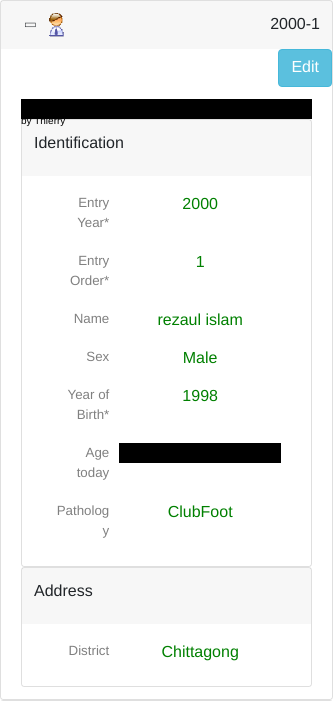 2000-1
Edit
by Thierry
Identification
Entry
Year*
2000
Entry
Order*
1
Name
rezaul islam
Sex
Male
Year of
Birth*
1998
Age
today
Patholog
y
ClubFoot
Address
District
Chittagong